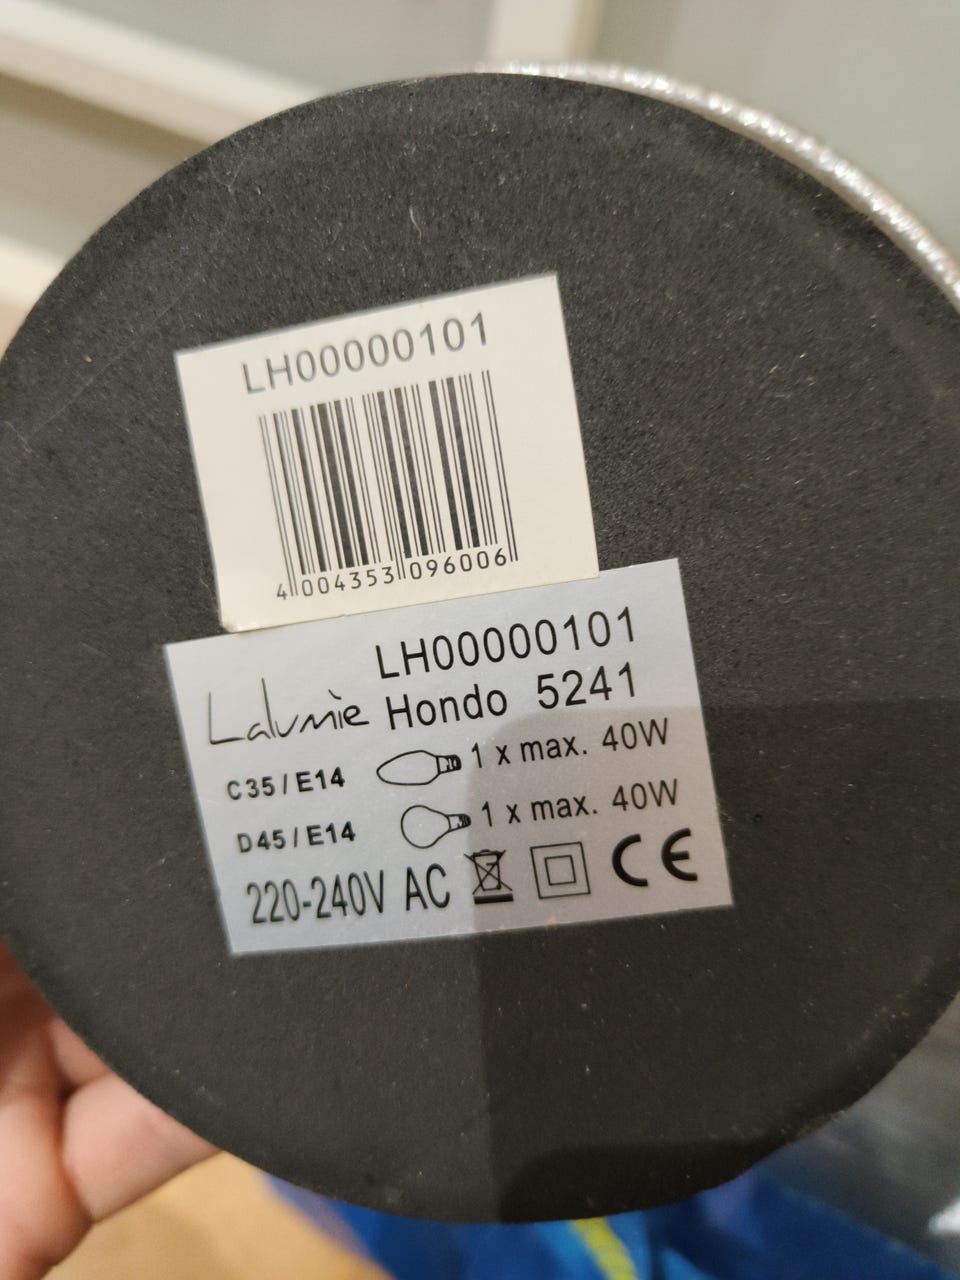 LH00000101
4 004353 096006
LH00000101
Lalumie Hondo 5241
C35/E14 1 x max. 40W
D45/E14 1 x max. 40W
220-240V AC CE